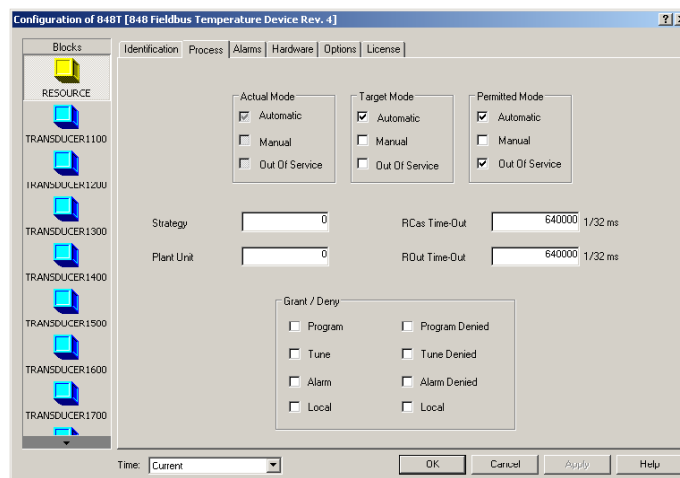 Configuration of 848T [848 Fieldbus Temperature Device Rev. 4]
Blocks
RESOURCE
TRANSDUCER1100
TRANSDUCER1200
TRANSDUCER1300
TRANSDUCER1400
TRANSDUCER1500
TRANSDUCER1600
TRANSDUCER1700
Identification Process Alarms Hardware Options License
Actual Mode Target Mode Permitted Mode
Automatic Automatic Automatic
Manual Manual Manual
Out Of Service Out Of Service Out Of Service
Strategy 0 RCas Time-Out 640000 1/32 ms
Plant Unit 0 ROut Time-Out 640000 1/32 ms
Grant / Deny
Program Program Denied
Tune Tune Denied
Alarm Alarm Denied
Local Local
Time: Current OK Cancel Apply Help